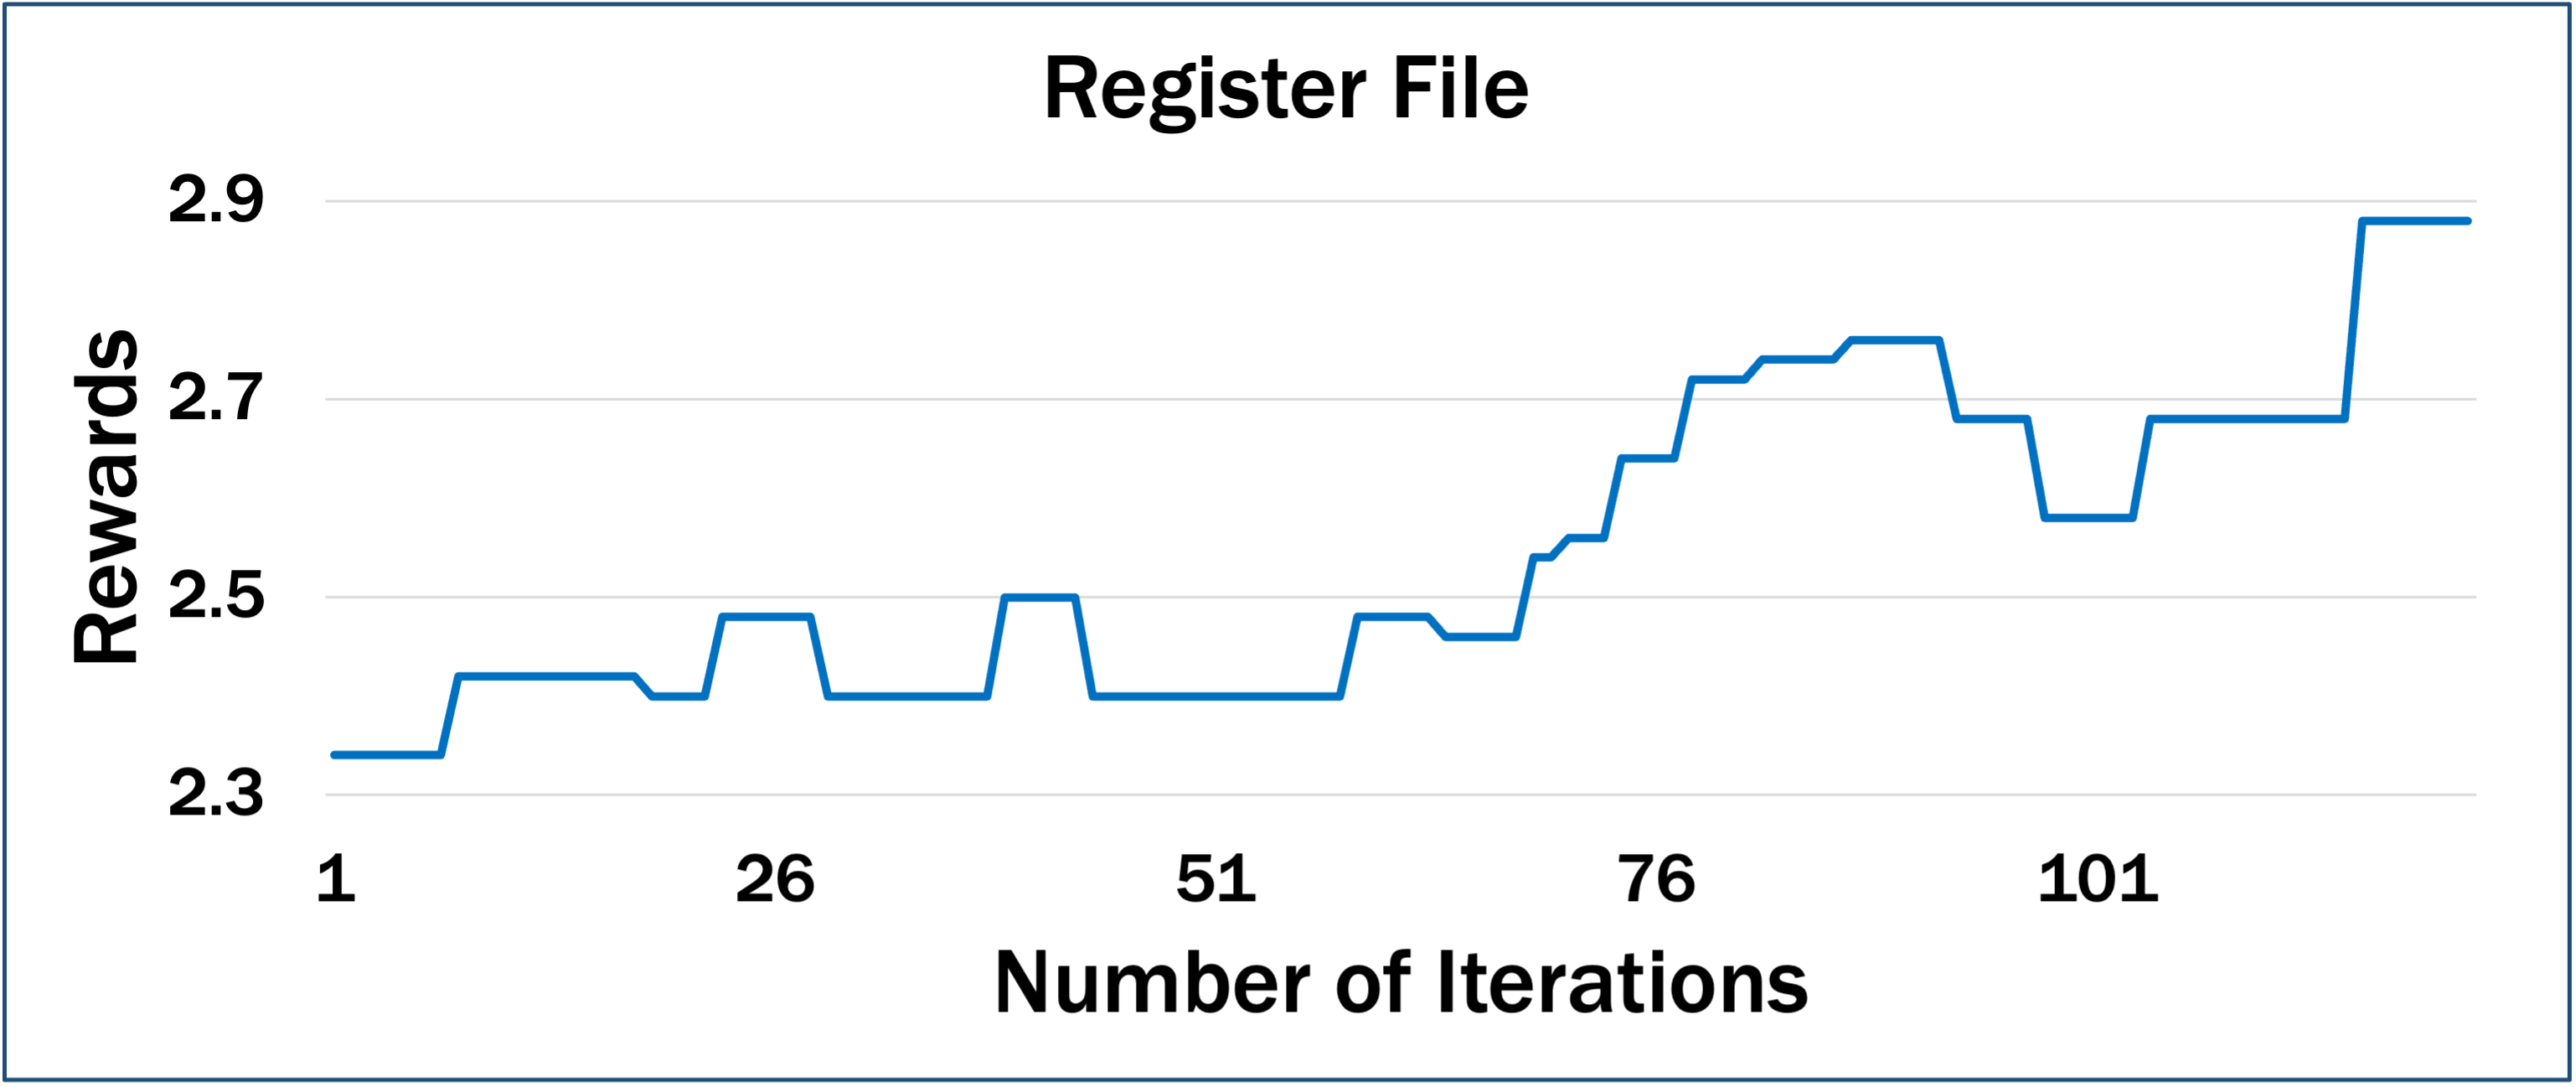 Register File
Rewards
2.9
2.7
2.5
2.3
1 26 51 76 101
Number of Iterations